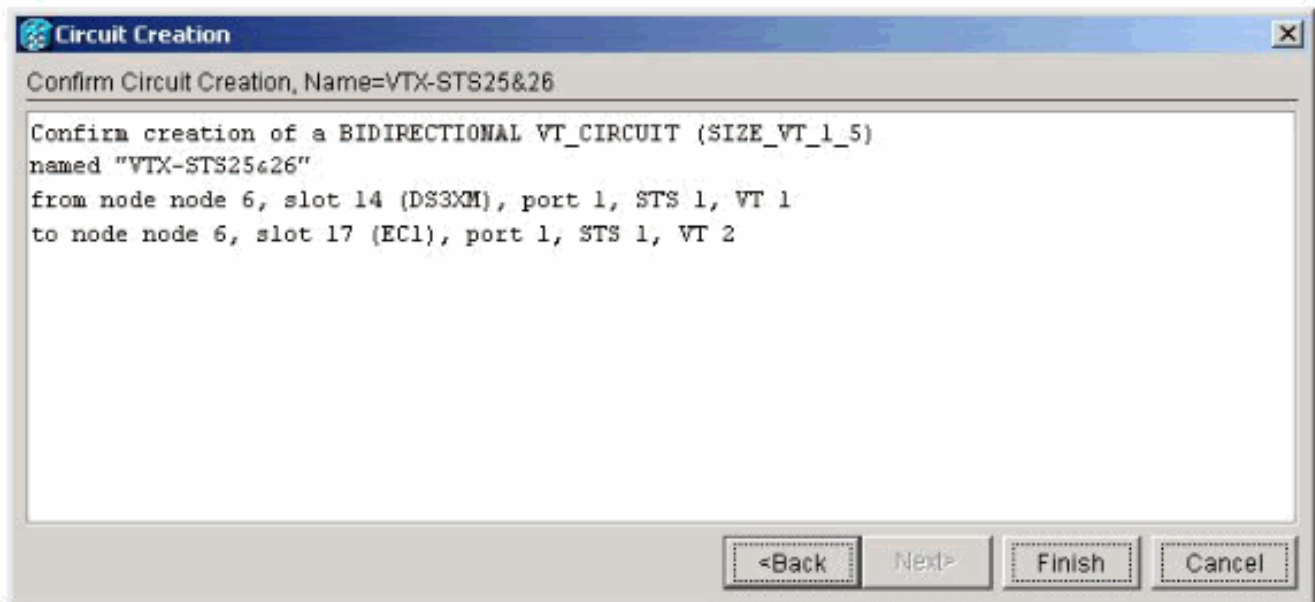 Circuit Creation
Confirm Circuit Creation, Name=VTX-STS25&26
Confirm creation of a BIDIRECTIONAL VT_CIRCUIT (SIZE_VT_1_5)
named "VTX-STS25&26"
from node node 6, slot 14 (DS3XM), port 1, STS 1, VT 1
to node node 6, slot 17 (EC1), port 1, STS 1, VT 2
<Back Next> Finish Cancel